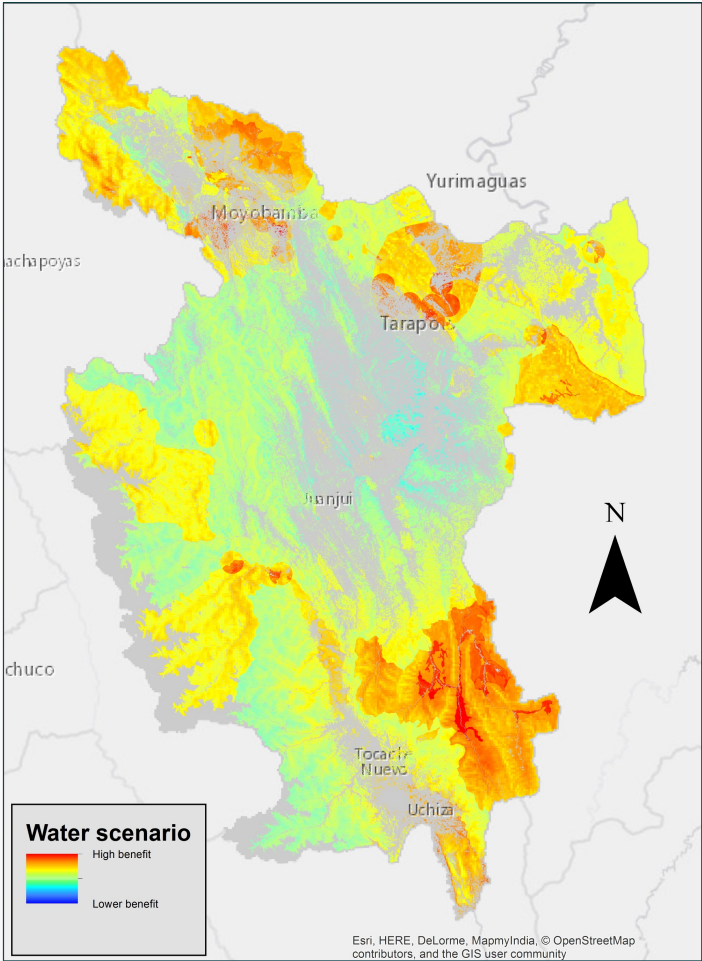 Yurimaguas
Moyobamba
achapoyas
Tarapoto
Juanjui
N
chuco
Tocache
Nuevo
Uchiza
Water scenario
High benefit
Lower benefit
Esri, HERE, DeLorme, MapmyIndia, © OpenStreetMap
contributors, and the GIS user community